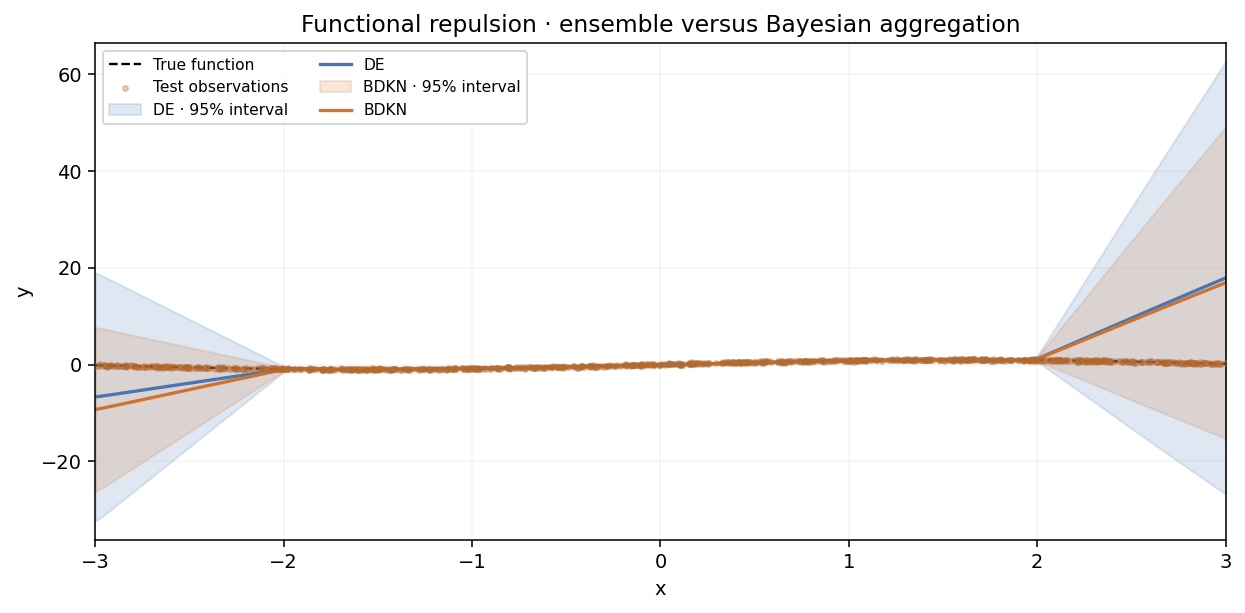 Functional repulsion · ensemble versus Bayesian aggregation
True function
Test observations
DE · 95% interval
DE
BDKN · 95% interval
BDKN
60
40
20
0
−20
y
−3
−2
−1
0
1
2
3
x